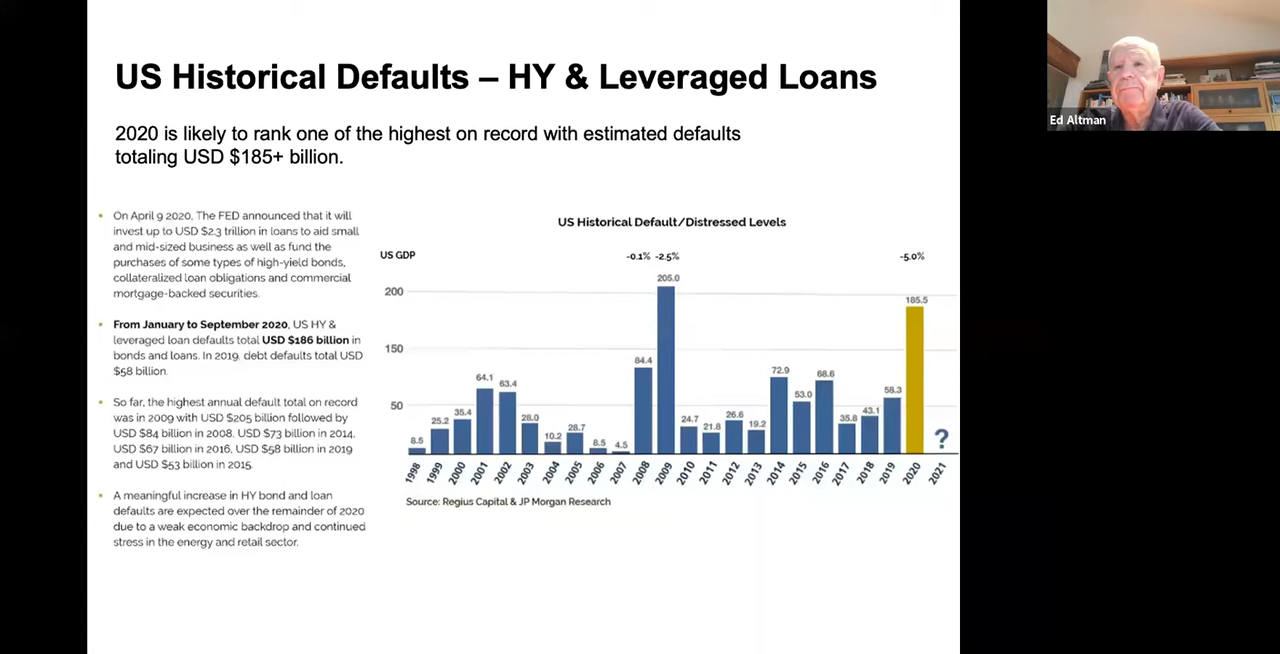 US Historical Defaults – HY & Leveraged Loans
2020 is likely to rank one of the highest on record with estimated defaults
totaling USD $185+ billion.
• On April 9 2020, The FED announced that it will
invest up to USD $2.3 trillion in loans to aid small
and mid-sized business as well as fund the
purchases of some types of high-yield bonds,
collateralized loan obligations and commercial
mortgage-backed securities.
• From January to September 2020, US HY &
leveraged loan defaults total USD $186 billion in
bonds and loans. In 2019, debt defaults total USD
$58 billion.
• So far, the highest annual default total on record
was in 2009 with USD $205 billion followed by
USD $84 billion in 2008, USD $73 billion in 2014,
USD $67 billion in 2016, USD $58 billion in 2019
and USD $53 billion in 2015.
• A meaningful increase in HY bond and loan
defaults are expected over the remainder of 2020
due to a weak economic backdrop and continued
stress in the energy and retail sector.
US Historical Default/Distressed Levels
US GDP -0.1% -2.5% -5.0%
200
150
50
8.5 25.2 35.4 64.1 63.4 28.0 10.2 28.7 8.5 4.5 84.4 205.0 24.7 21.8 26.6 19.2 72.9 53.0 68.6 35.8 43.1 58.3 185.5 ?
1998 1999 2000 2001 2002 2003 2004 2005 2006 2007 2008 2009 2010 2011 2012 2013 2014 2015 2016 2017 2018 2019 2020 2021
Source: Regius Capital & JP Morgan Research
Ed Altman